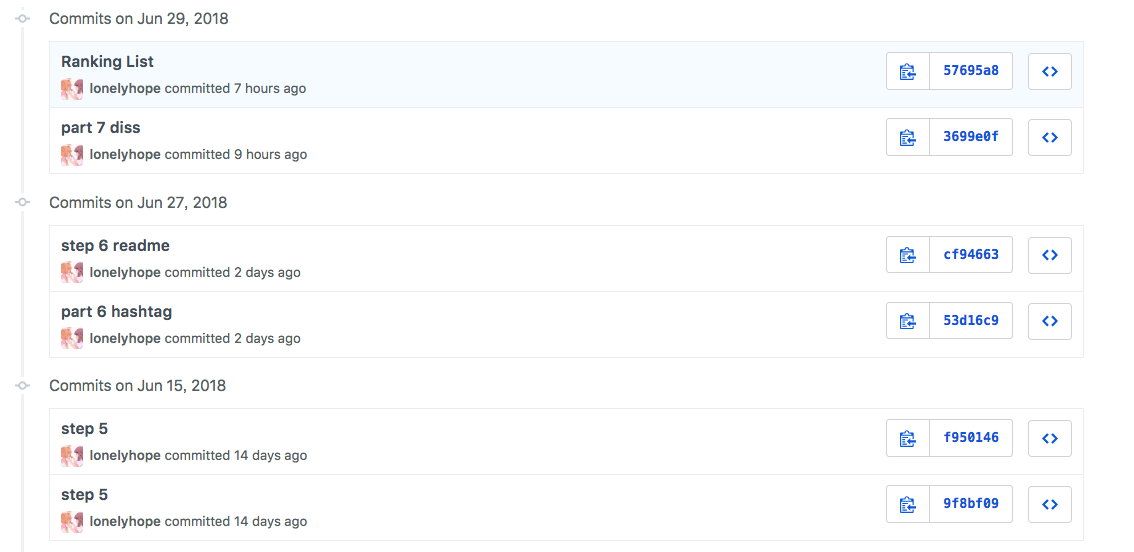 Commits on Jun 29, 2018
Ranking List
57695a8
lonelyhope committed 7 hours ago
part 7 diss
3699e0f
lonelyhope committed 9 hours ago
Commits on Jun 27, 2018
step 6 readme
cf94663
lonelyhope committed 2 days ago
part 6 hashtag
53d16c9
lonelyhope committed 2 days ago
Commits on Jun 15, 2018
step 5
f950146
lonelyhope committed 14 days ago
step 5
9f8bf09
lonelyhope committed 14 days ago